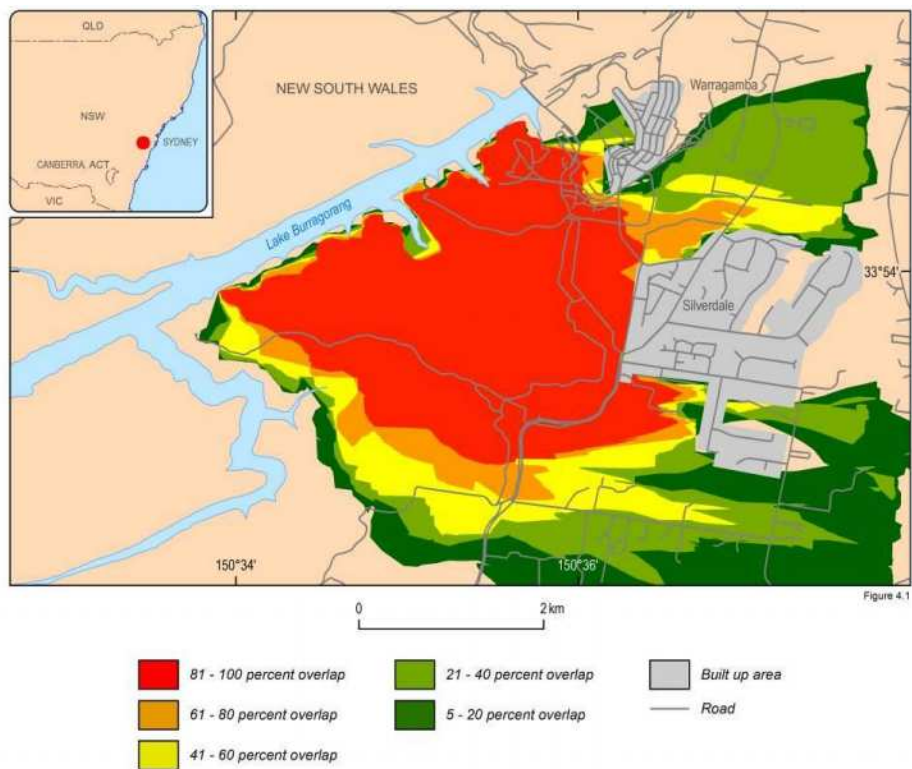 QLD
NSW
SYDNEY
CANBERRA, ACT
VIC
NEW SOUTH WALES
Warragamba
Lake Burragorang
33°54'
Silverdale
150°34'
150°36'
Figure 4.1
0 2 km
81 - 100 percent overlap
61 - 80 percent overlap
41 - 60 percent overlap
21 - 40 percent overlap
5 - 20 percent overlap
Built up area
Road